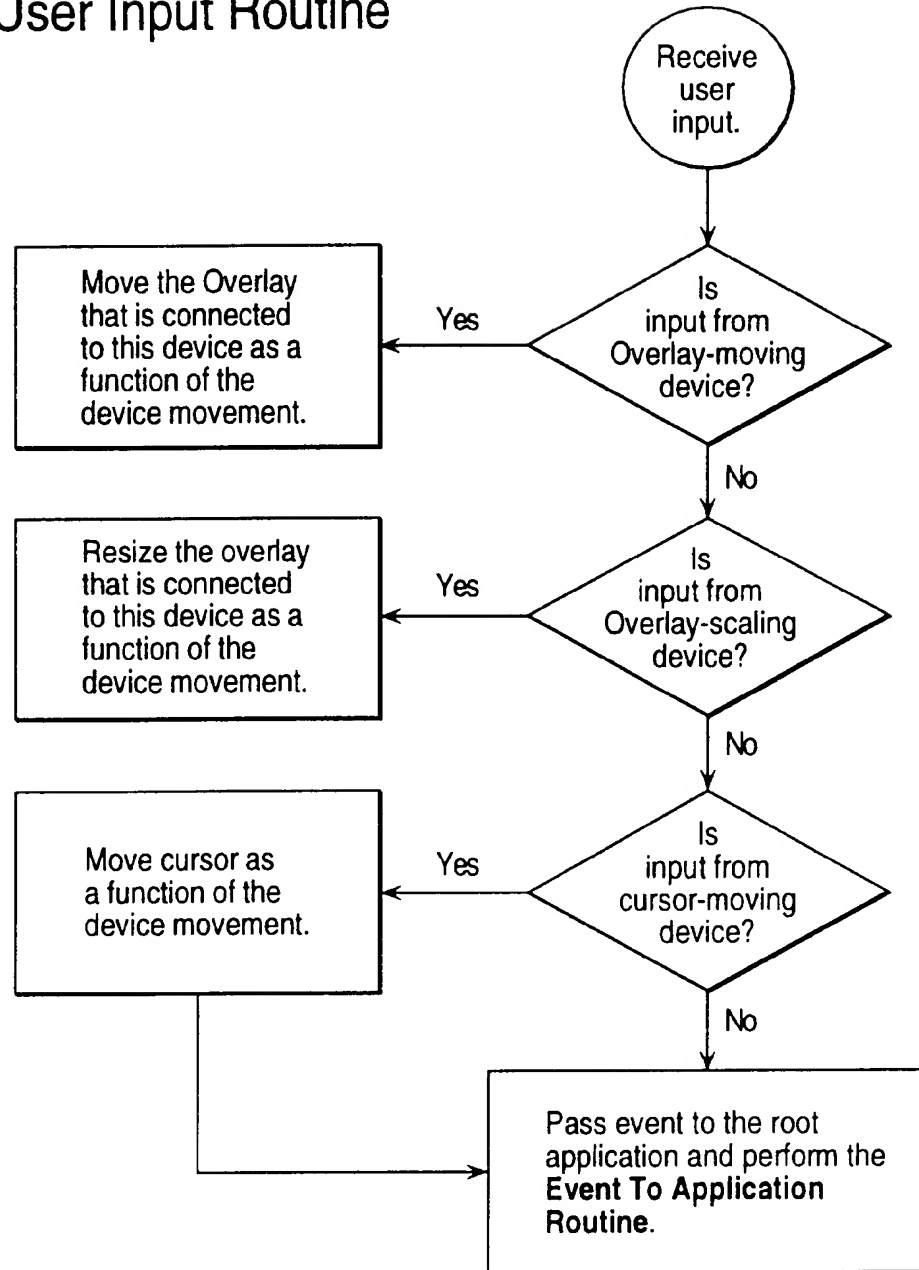 User Input Routine
Receive
user
input.
Is
input from
Overlay-moving
device?
Yes
Move the Overlay
that is connected
to this device as a
function of the
device movement.
No
Is
input from
Overlay-scaling
device?
Yes
Resize the overlay
that is connected
to this device as a
function of the
device movement.
No
Is
input from
cursor-moving
device?
Yes
Move cursor as
a function of the
device movement.
No
Pass event to the root
application and perform the
Event To Application
Routine.